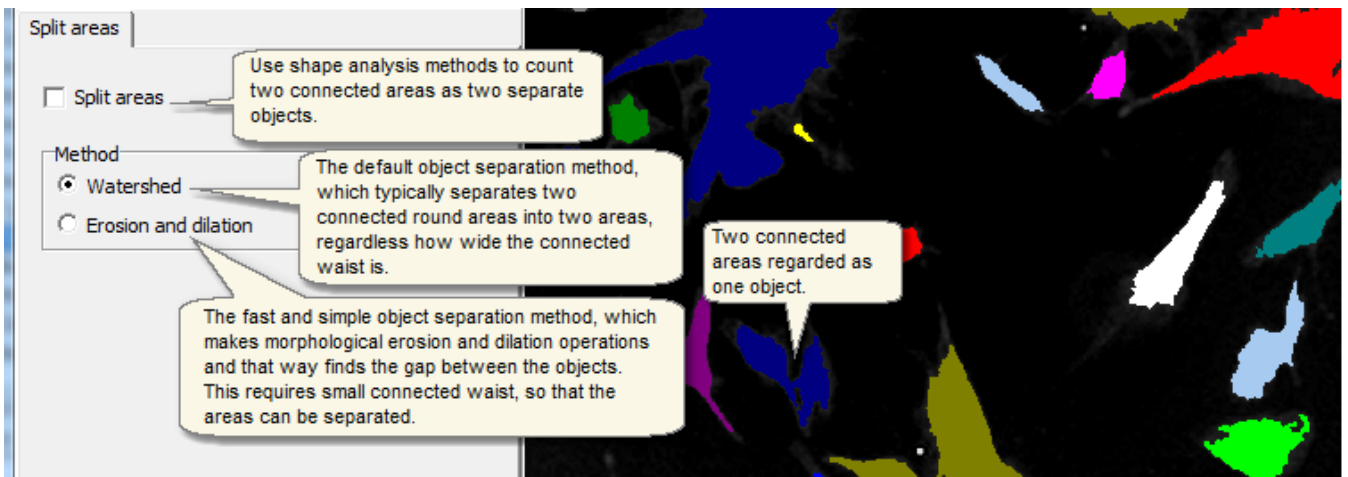 Split areas
Split areas
Use shape analysis methods to count
two connected areas as two separate
objects.
Method
Watershed
Erosion and dilation
The default object separation method,
which typically separates two
connected round areas into two areas,
regardless how wide the connected
waist is.
Two connected
areas regarded as
one object.
The fast and simple object separation method, which
makes morphological erosion and dilation operations
and that way finds the gap between the objects.
This requires small connected waist, so that the
areas can be separated.